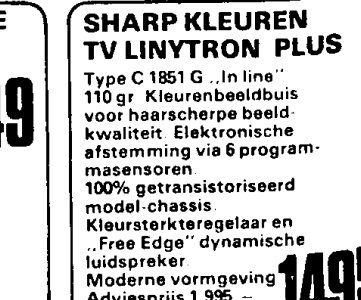 E
49
SHARP KLEUREN
TV LINYTRON PLUS
Type C 1851 G ,,In line"
110 gr Kleurenbeeldbuis
voor haarscherpe beeld-
kwaliteit. Elektronische
afstemming via 6 program-
masensoren.
100% getransistoriseerd
model-chassis.
Kleursterkteregelaar en
,,Free Edge" dynamische
luidspreker.
Moderne vormgeving
Adviesprijs 1.995,–
149